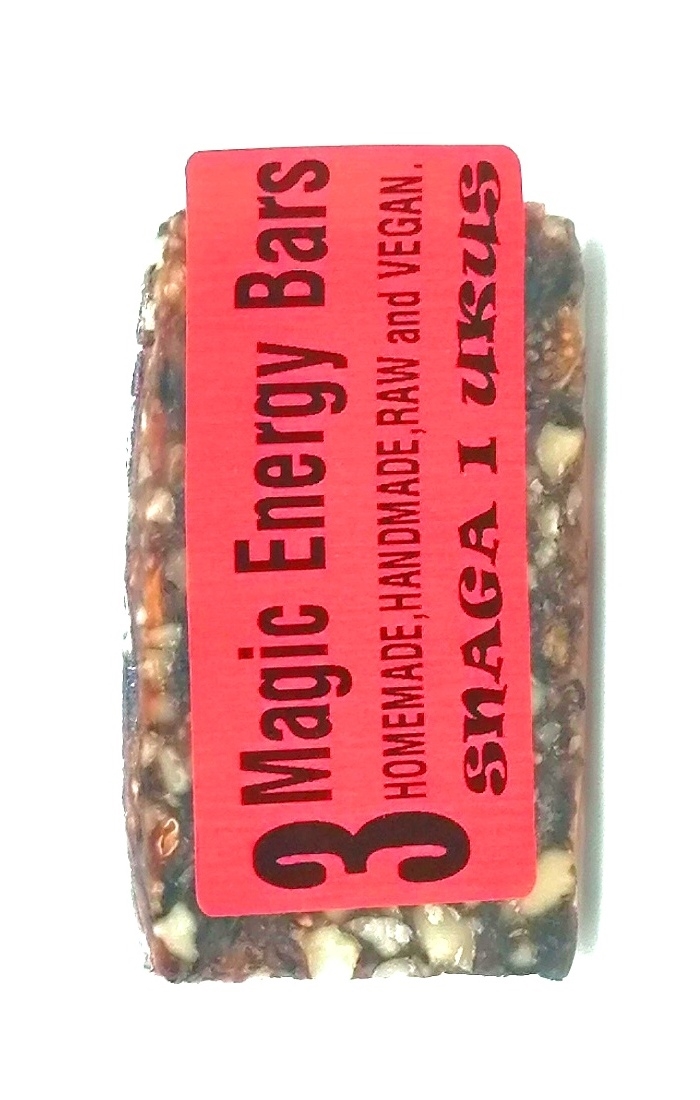 3
Magic Energy Bars
HOMEMADE,HANDMADE,RAW and VEGAN.
SNAGA I UKUS